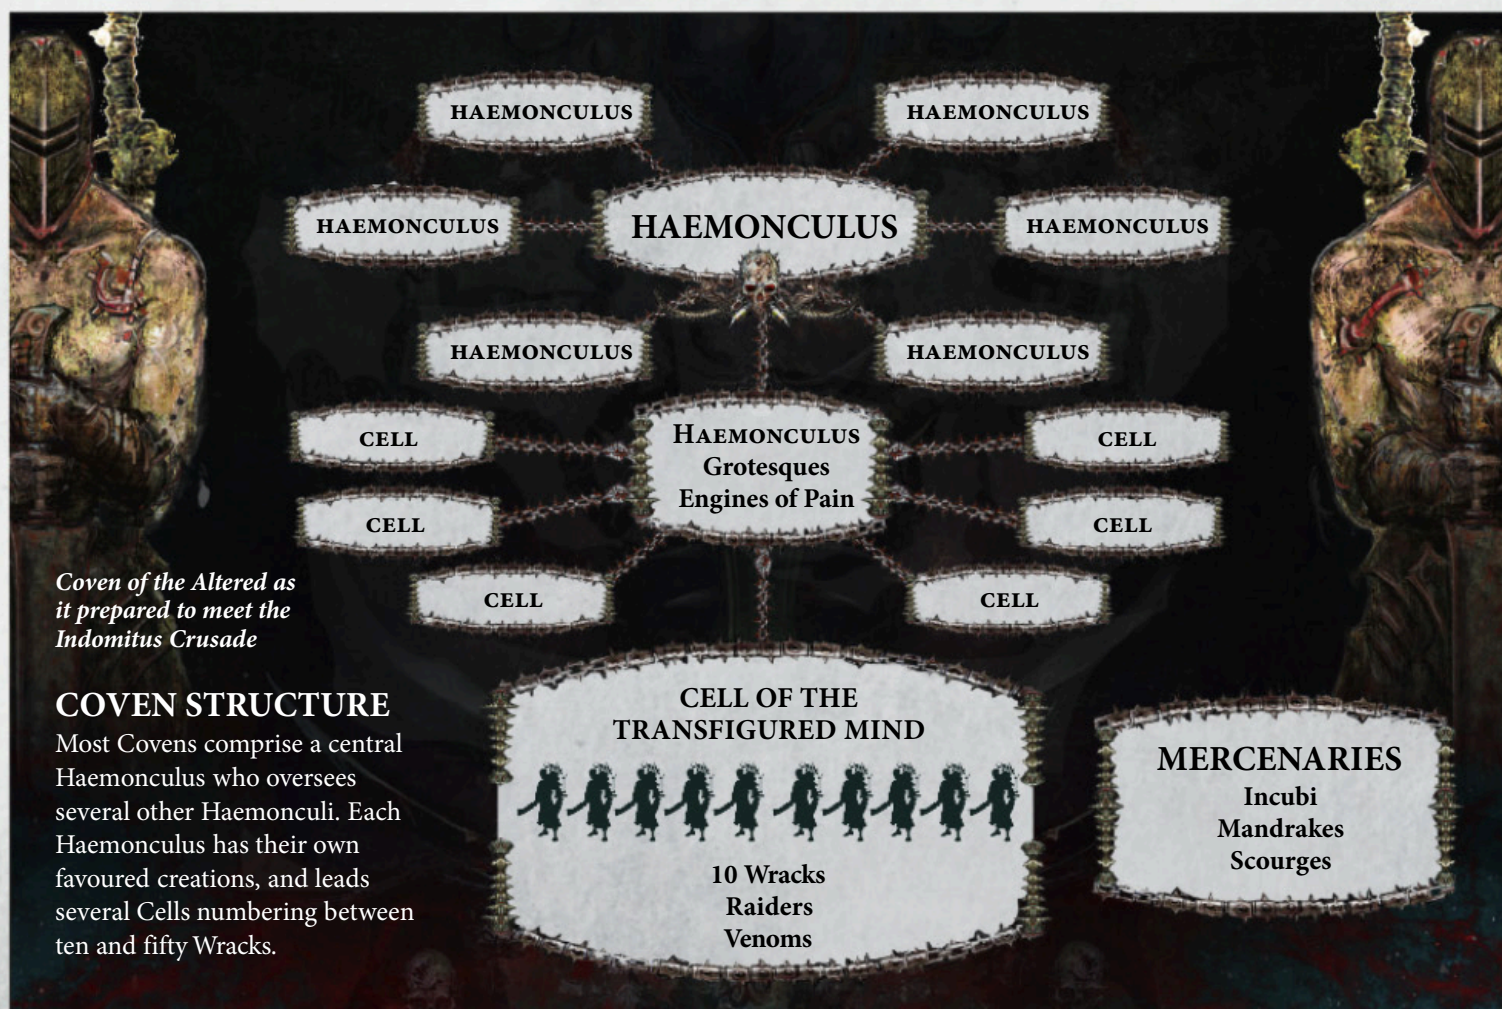 HAEMONCULUS
HAEMONCULUS
HAEMONCULUS
HAEMONCULUS
HAEMONCULUS
HAEMONCULUS
HAEMONCULUS
CELL
HAEMONCULUS
Grotesques
Engines of Pain
CELL
CELL
CELL
CELL
CELL
Coven of the Altered as
it prepared to meet the
Indomitus Crusade
COVEN STRUCTURE
Most Covens comprise a central
Haemonculus who oversees
several other Haemonculi. Each
Haemonculus has their own
favoured creations, and leads
several Cells numbering between
ten and fifty Wracks.
CELL OF THE
TRANSFIGURED MIND
10 Wracks
Raiders
Venoms
MERCENARIES
Incubi
Mandrakes
Scourges